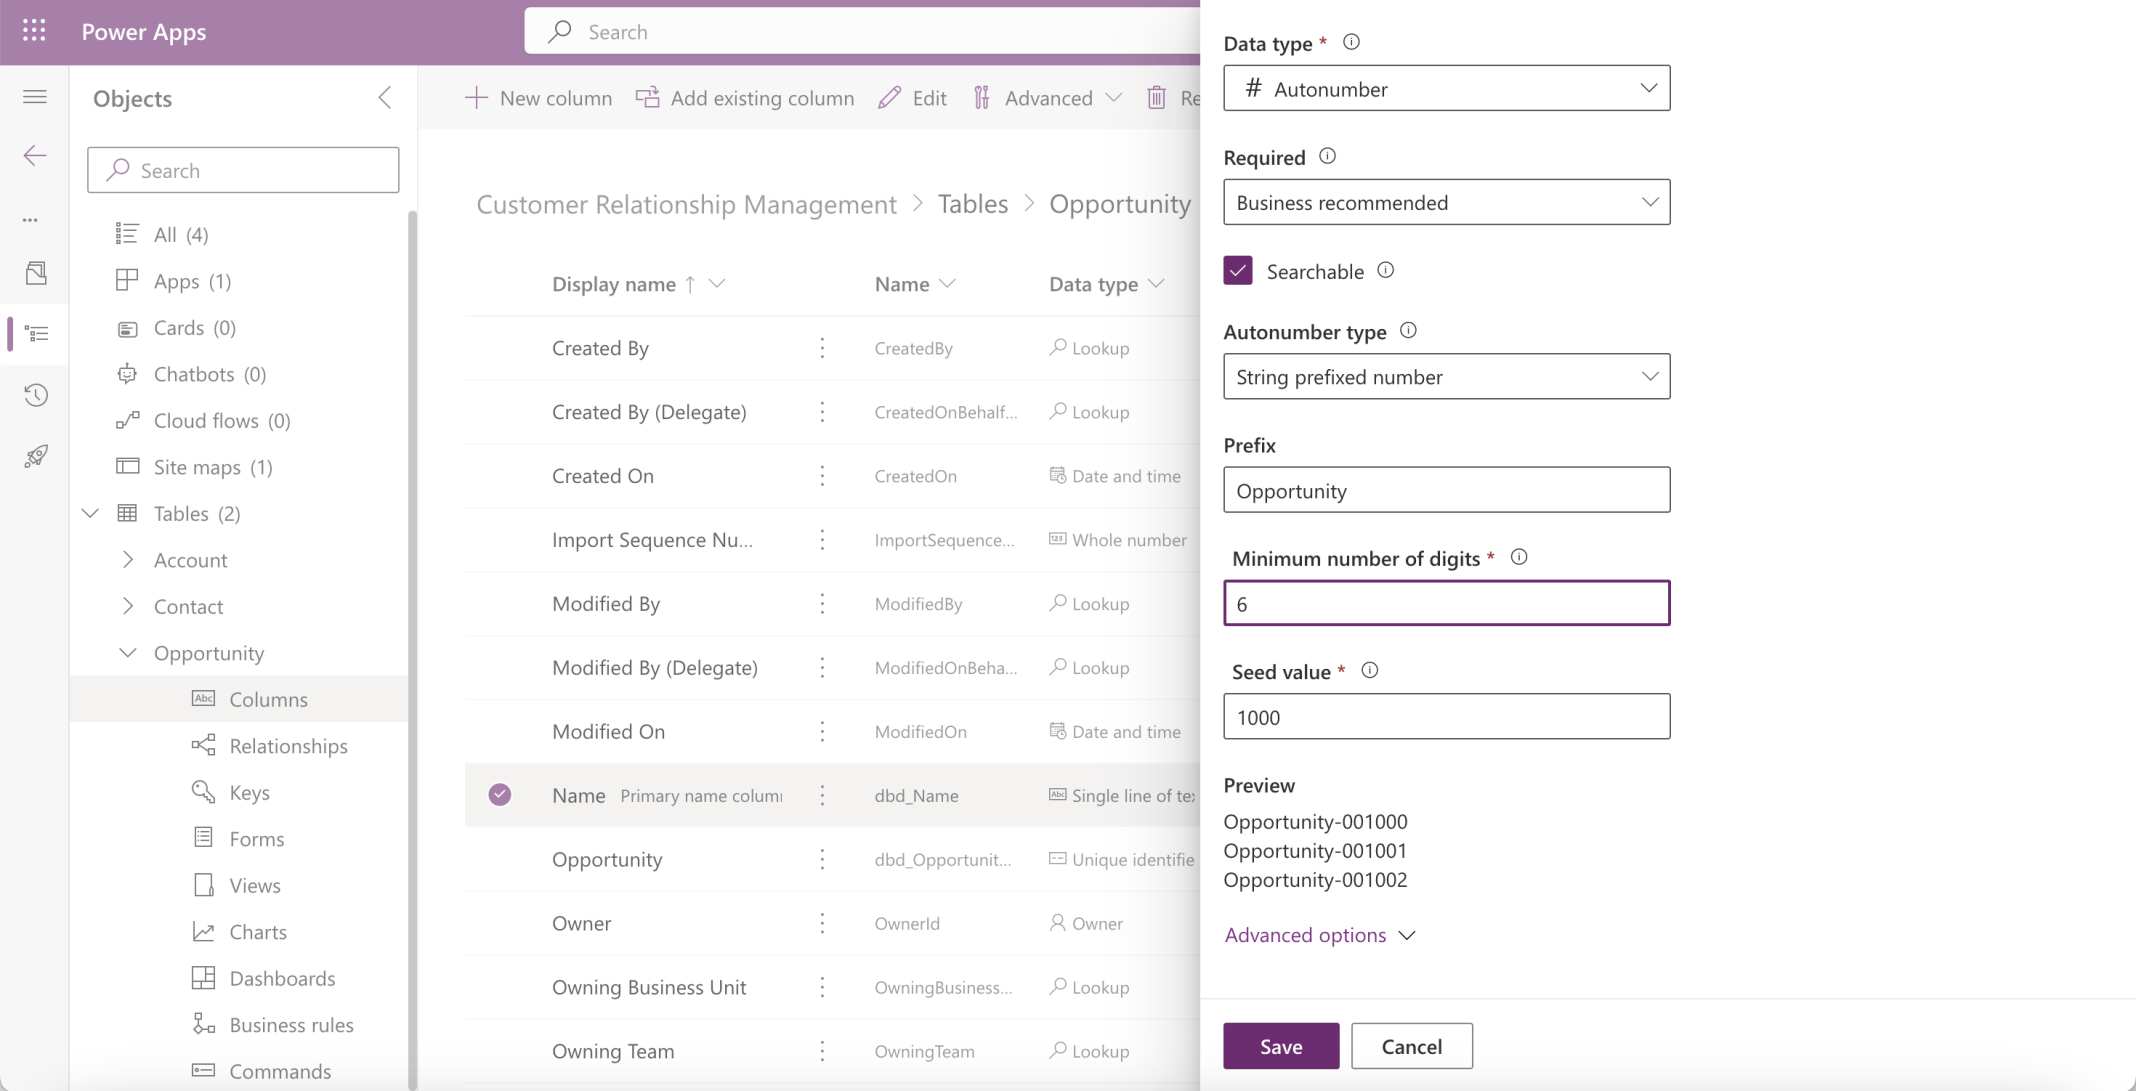 Power Apps
Search
Objects
Search
All (4)
Apps (1)
Cards (0)
Chatbots (0)
Cloud flows (0)
Site maps (1)
Tables (2)
Account
Contact
Opportunity
Abc Columns
Relationships
Keys
Forms
Views
Charts
Dashboards
Business rules
Commands
New column Add existing column Edit Advanced Re
Customer Relationship Management > Tables > Opportunity
Display name ↑ Name Data type
Created By CreatedBy Lookup
Created By (Delegate) CreatedOnBehalf... Lookup
Created On CreatedOn Date and time
Import Sequence Nu... ImportSequence... 123 Whole number
Modified By ModifiedBy Lookup
Modified By (Delegate) ModifiedOnBeha... Lookup
Modified On ModifiedOn Date and time
Name Primary name colum dbd_Name Abc Single line of te
Opportunity dbd_Opportunit... Unique identifie
Owner OwnerId Owner
Owning Business Unit OwningBusiness... Lookup
Owning Team OwningTeam Lookup
Data type *
# Autonumber
Required
Business recommended
Searchable
Autonumber type
String prefixed number
Prefix
Opportunity
Minimum number of digits *
6
Seed value *
1000
Preview
Opportunity-001000
Opportunity-001001
Opportunity-001002
Advanced options
Save Cancel